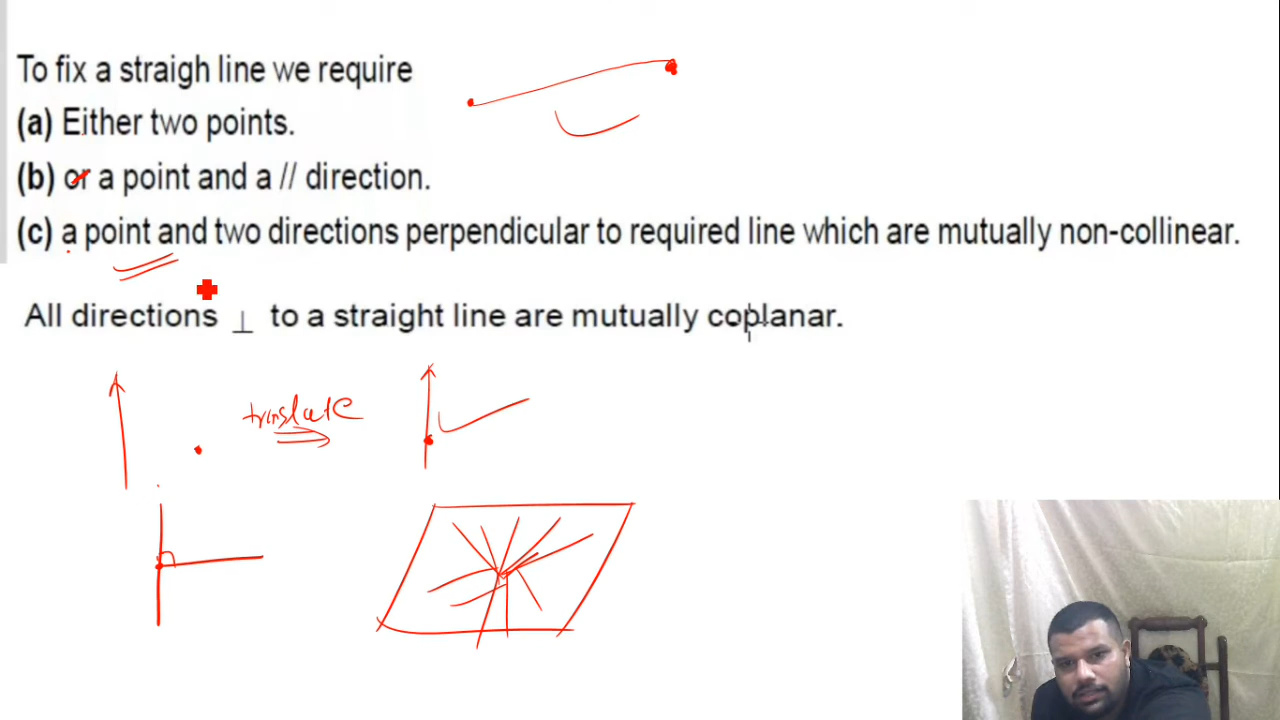 To fix a straigh line we require
(a) Either two points.
(b) or a point and a // direction.
(c) a point and two directions perpendicular to required line which are mutually non-collinear.
All directions ⊥ to a straight line are mutually coplanar.
translate